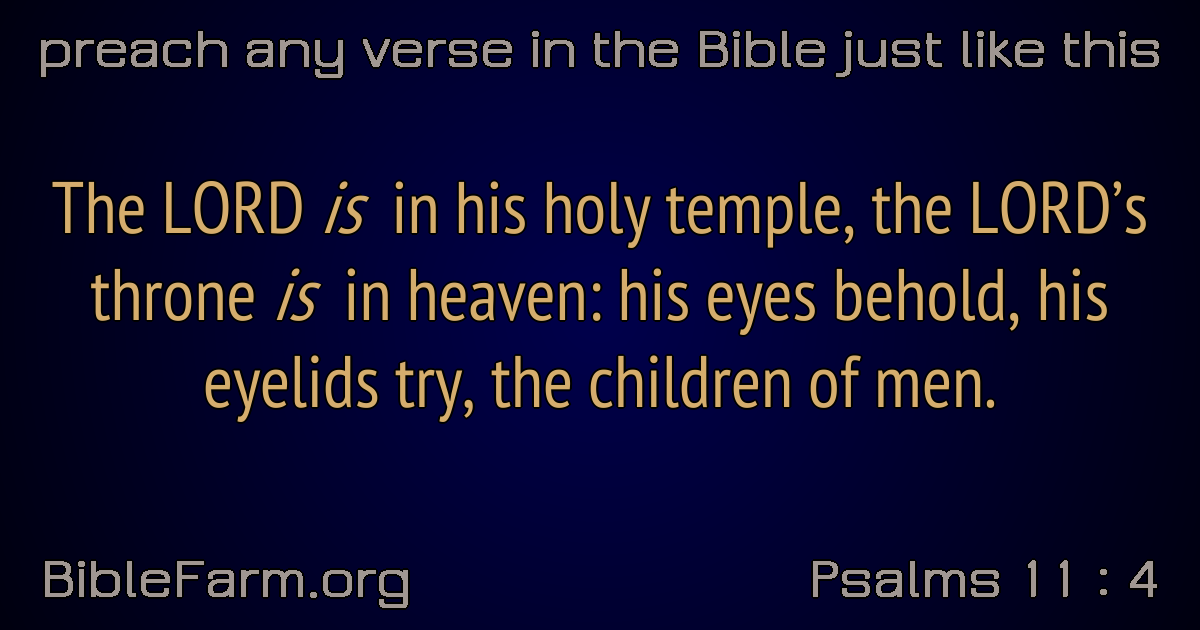 preach any verse in the Bible just like this
The LORD is in his holy temple, the LORD’s
throne is in heaven: his eyes behold, his
eyelids try, the children of men.
BibleFarm.org
Psalms 11 : 4